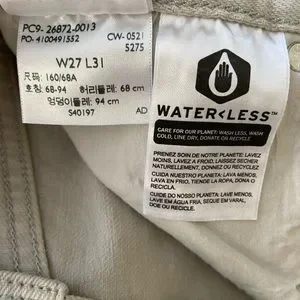 PC9- 26872-0013
PO- 4100491552
CW- 0521
5275
W27 L31
尺码: 160/68A
호칭: 68-94 허리둘레: 68 cm
엉덩이둘레: 94 cm
S40197 AD
WATER<LESS™
CARE FOR OUR PLANET: WASH LESS, WASH
COLD, LINE DRY, DONATE OR RECYCLE.
PRENEZ SOIN DE NOTRE PLANÈTE: LAVEZ
MOINS, LAVEZ A FROID, LAISSEZ SÉCHER
NATURELLEMENT, DONNEZ OU RECYCLEZ.
CUIDA NUESTRO PLANETA: LAVA MENOS,
LAVA EN FRÍO, TIENDE LA ROPA, DONA
O RECICLA.
CUIDE DO NOSSO PLANETA: LAVE MENOS,
LAVE EM ÁGUA FRIA, SEQUE EM VARAL,
DOE OU RECICLE.